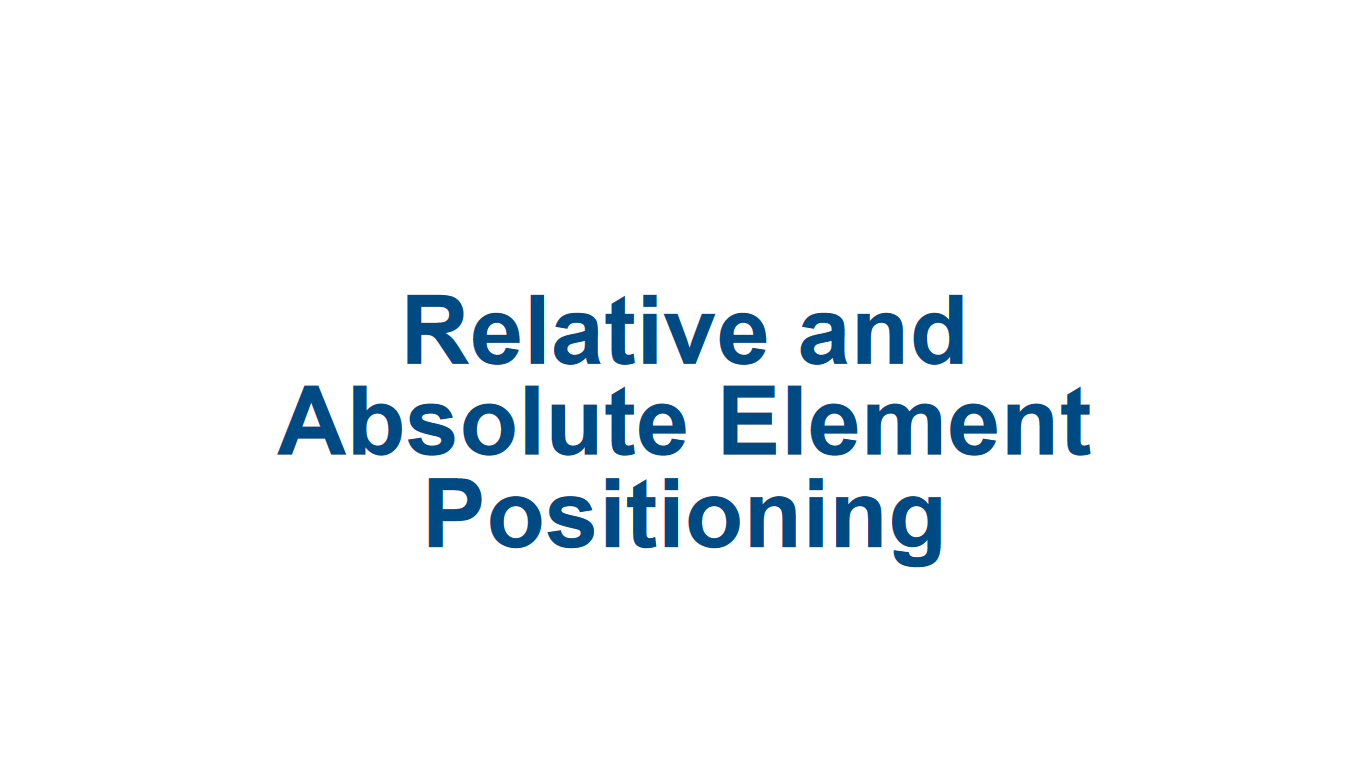 Relative and
Absolute Element
Positioning